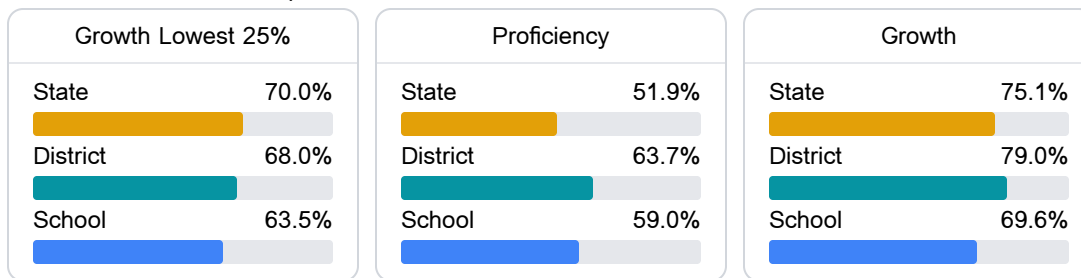 Growth Lowest 25%
State 70.0%
District 68.0%
School 63.5%
Proficiency
State 51.9%
District 63.7%
School 59.0%
Growth
State 75.1%
District 79.0%
School 69.6%